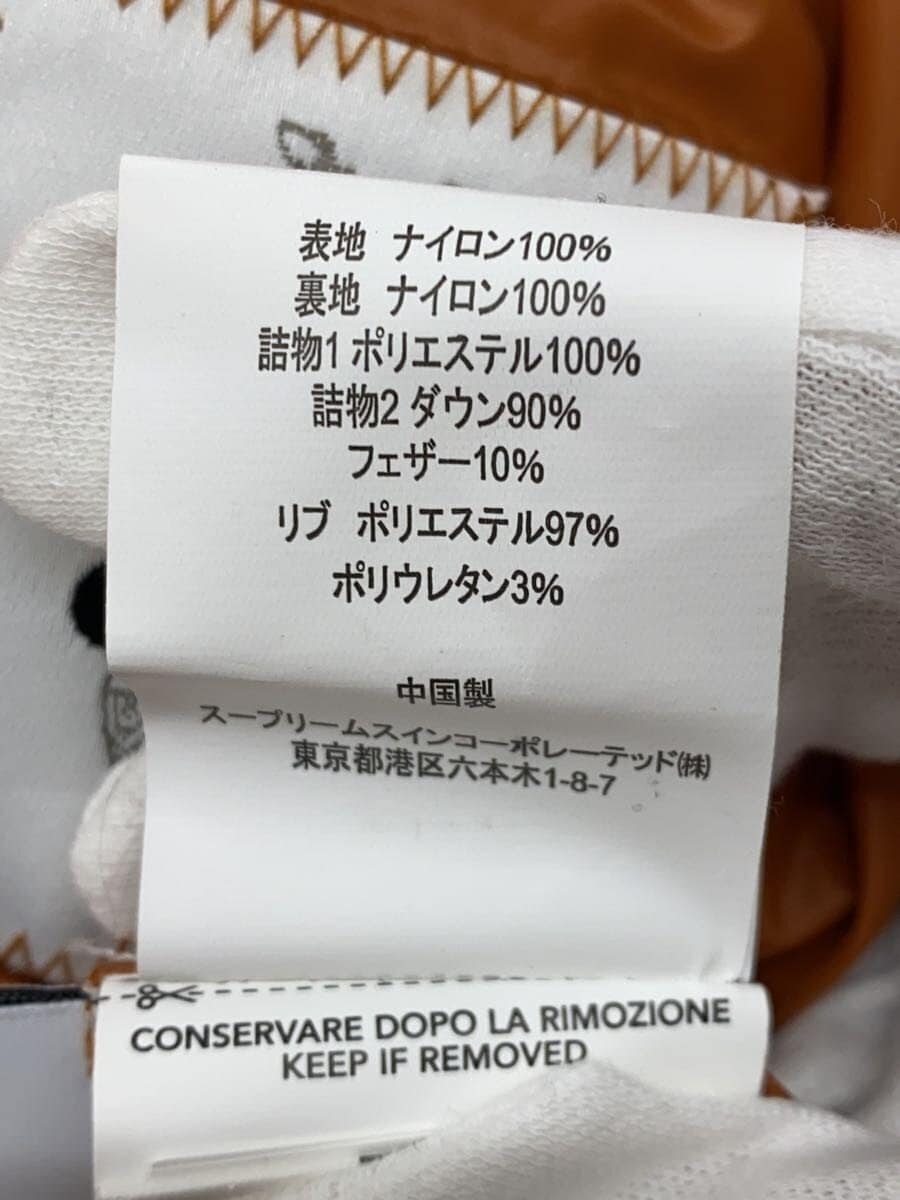 表地 ナイロン100%
裏地 ナイロン100%
詰物1 ポリエステル100%
詰物2 ダウン90%
フェザー10%
リブ ポリエステル97%
ポリウレタン3%
中国製
スープリームスインコーポレーテッド(株)
東京都港区六本木1-8-7
CONSERVARE DOPO LA RIMOZIONE
KEEP IF REMOVED